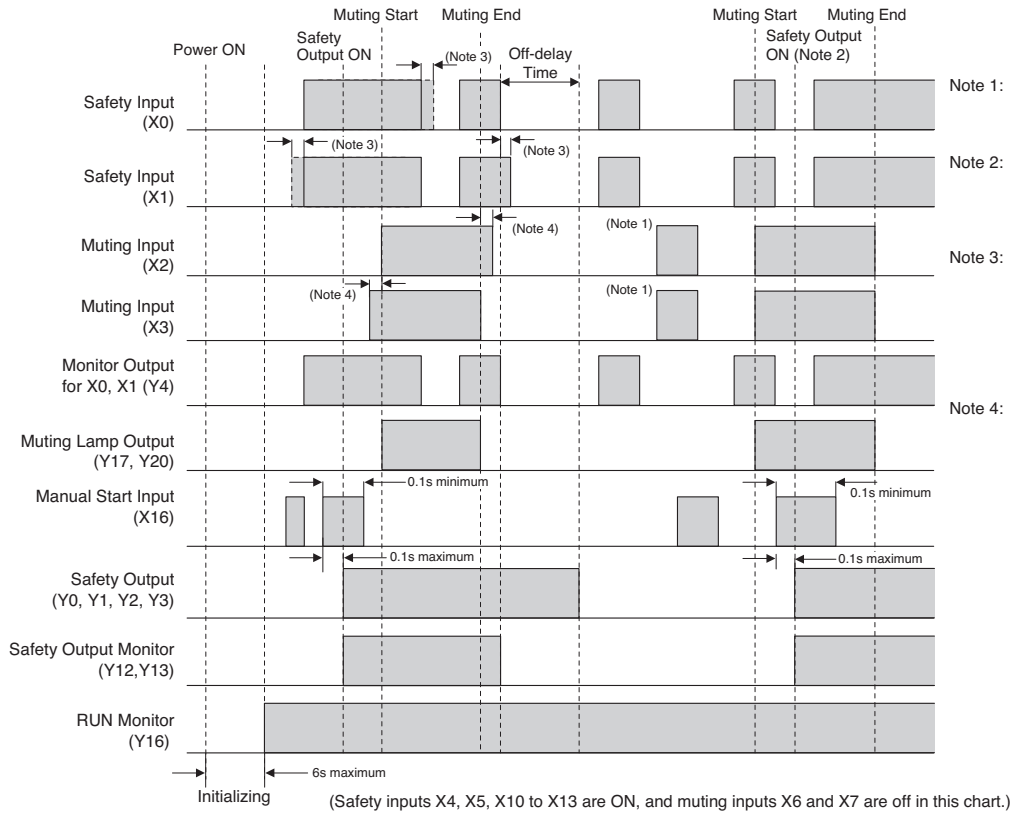 Muting Start
Muting End
Muting Start
Muting End
Power ON
Safety
Output ON
(Note 3)
Off-delay
Time
Safety Output
ON (Note 2)
Safety Input
(X0)
Note 1:
(Note 3)
(Note 3)
Safety Input
(X1)
Note 2:
(Note 4)
(Note 1)
Muting Input
(X2)
Note 3:
(Note 4)
(Note 1)
Muting Input
(X3)
Monitor Output
for X0, X1 (Y4)
Note 4:
Muting Lamp Output
(Y17, Y20)
0.1s minimum
0.1s minimum
Manual Start Input
(X16)
0.1s maximum
0.1s maximum
Safety Output
(Y0, Y1, Y2, Y3)
Safety Output Monitor
(Y12,Y13)
RUN Monitor
(Y16)
6s maximum
Initializing
(Safety inputs X4, X5, X10 to X13 are ON, and muting inputs X6 and X7 are off in this chart.)